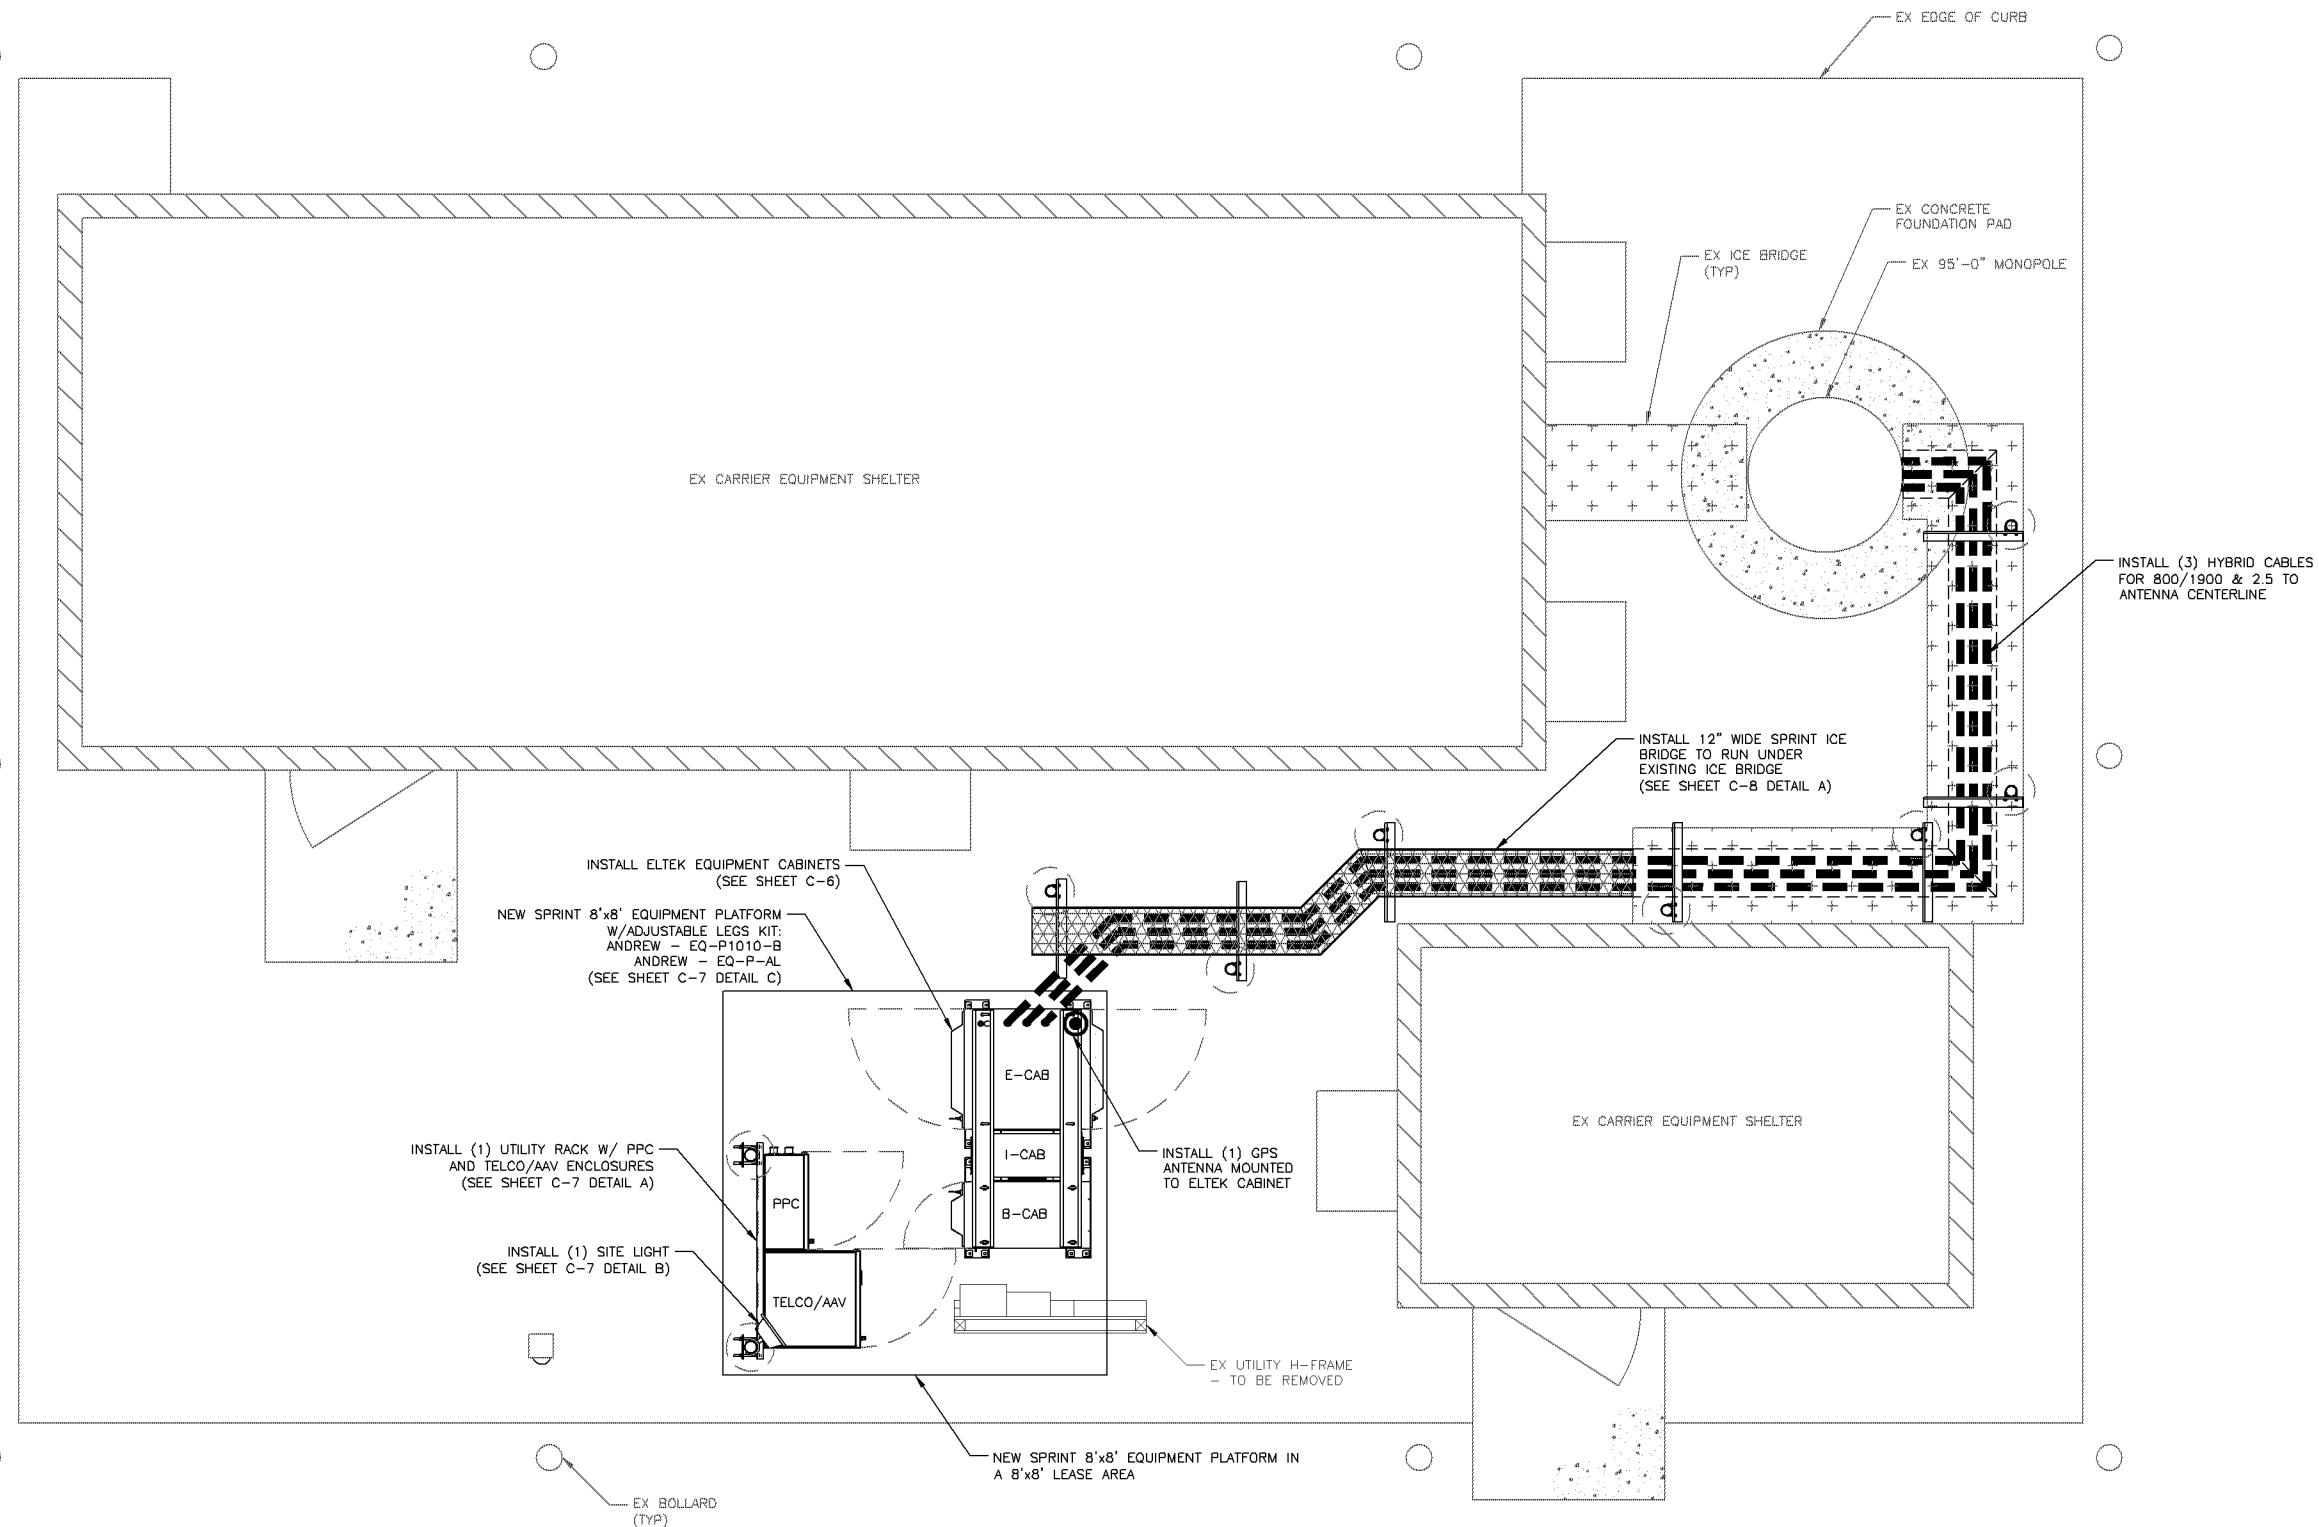 EX EDGE OF CURB
EX CONCRETE
FOUNDATION PAD
EX ICE BRIDGE
(TYP)
EX 95'-0" MONOPOLE
EX CARRIER EQUIPMENT SHELTER
INSTALL (3) HYBRID CABLES
FOR 800/1900 & 2.5 TO
ANTENNA CENTERLINE
INSTALL 12" WIDE SPRINT ICE
BRIDGE TO RUN UNDER
EXISTING ICE BRIDGE
(SEE SHEET C-8 DETAIL A)
INSTALL ELTEK EQUIPMENT CABINETS
(SEE SHEET C-6)
NEW SPRINT 8'x8' EQUIPMENT PLATFORM
W/ADJUSTABLE LEGS KIT:
ANDREW - EQ-P1010-B
ANDREW - EQ-P-AL
(SEE SHEET C-7 DETAIL C)
E-CAB
I-CAB
B-CAB
EX CARRIER EQUIPMENT SHELTER
INSTALL (1) UTILITY RACK W/ PPC
AND TELCO/AAV ENCLOSURES
(SEE SHEET C-7 DETAIL A)
INSTALL (1) GPS
ANTENNA MOUNTED
TO ELTEK CABINET
PPC
INSTALL (1) SITE LIGHT
(SEE SHEET C-7 DETAIL B)
TELCO/AAV
EX UTILITY H-FRAME
- TO BE REMOVED
NEW SPRINT 8'x8' EQUIPMENT PLATFORM IN
A 8'x8' LEASE AREA
EX BOLLARD
(TYP)